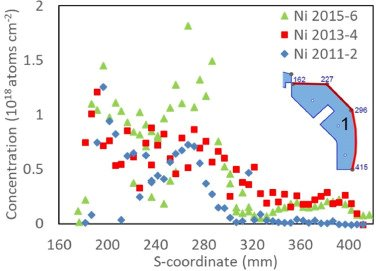 2
Ni 2015-6
Ni 2013-4
Ni 2011-2
162 227
1.5
296
1
1
415
0.5
0
160 200 240 280 320 360 400
S-coordinate (mm)
Concentration (10¹⁸ atoms cm⁻²)